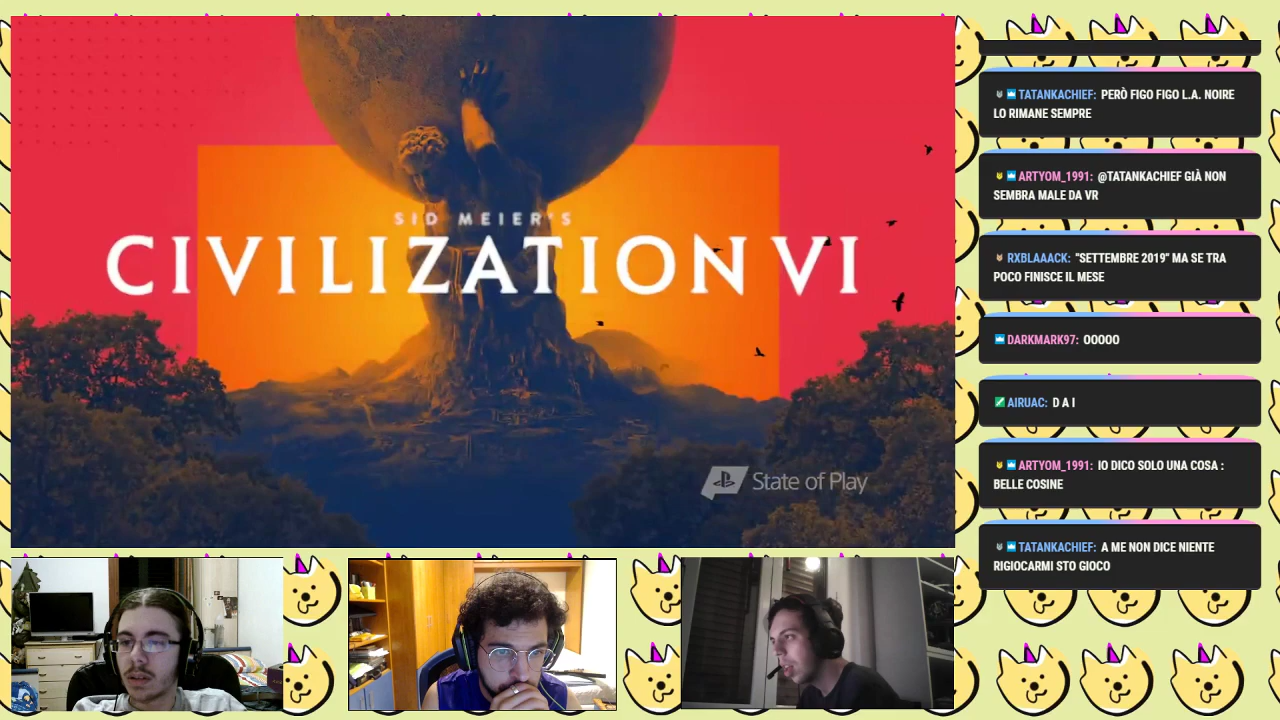 SID MEIER'S
CIVILIZATION VI
State of Play
TATANKACHIEF: PERÒ FIGO FIGO L.A. NOIRE
LO RIMANE SEMPRE
ARTYOM_1991: @TATANKACHIEF GIÀ NON
SEMBRA MALE DA VR
RXBLAAACK: "SETTEMBRE 2019" MA SE TRA
POCO FINISCE IL MESE
DARKMARK97: OOOOO
AIRUAC: D A I
ARTYOM_1991: IO DICO SOLO UNA COSA :
BELLE COSINE
TATANKACHIEF: A ME NON DICE NIENTE
RIGIOCARMI STO GIOCO